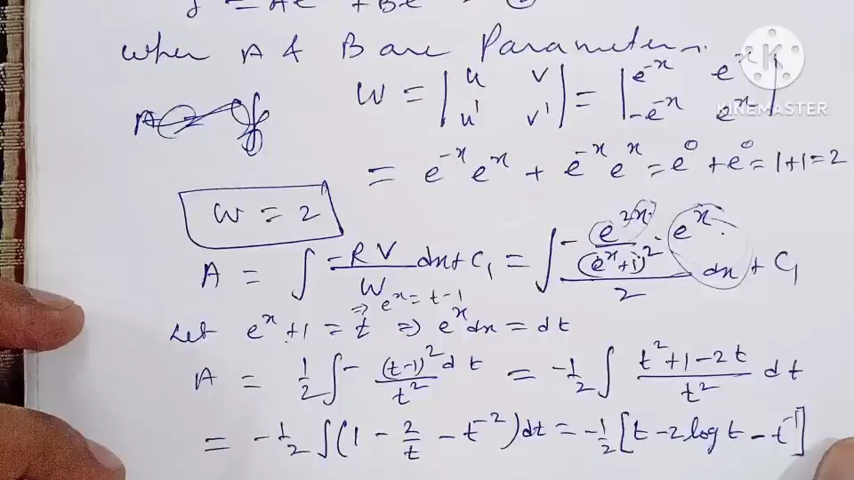 y = Ae + Be
When A & B are Parameters.
W = | u v | = | e^-x e^x |
| u' v' | | -e^-x e^x |
KINEMASTER
= e^-x e^x + e^-x e^x = e^0 + e^0 = 1+1 = 2
W = 2
A = ∫ -RV/W dx + C₁ = ∫ -e^2x/(e^x+1)^2 · e^x / 2 dx + C₁
⇒ e^x = t-1
Let e^x + 1 = t ⇒ e^x dx = dt
A = 1/2 ∫ - (t-1)^2/t^2 dt = -1/2 ∫ t^2+1-2t / t^2 dt
= -1/2 ∫ (1 - 2/t - t^-2) dt = -1/2 [t - 2 log t - t^-1]